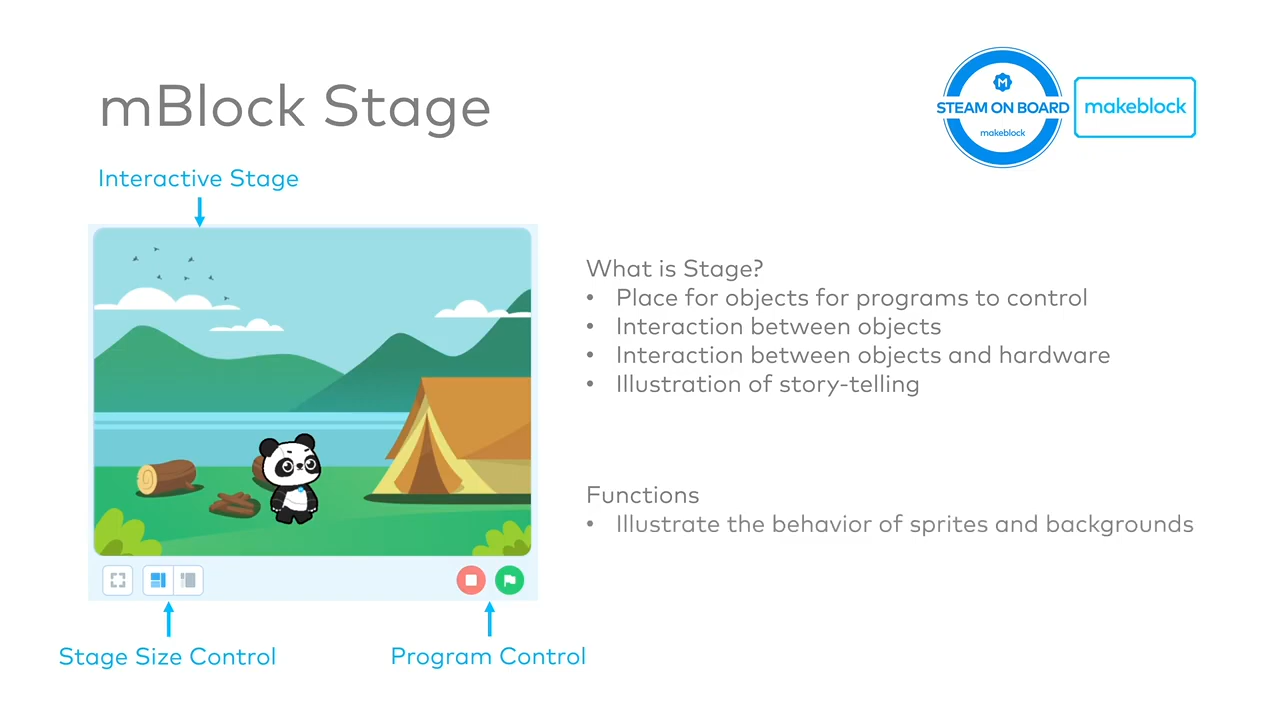 mBlock Stage
STEAM ON BOARD
makeblock
makeblock
Interactive Stage
What is Stage?
• Place for objects for programs to control
• Interaction between objects
• Interaction between objects and hardware
• Illustration of story-telling
Functions
• Illustrate the behavior of sprites and backgrounds
Stage Size Control
Program Control